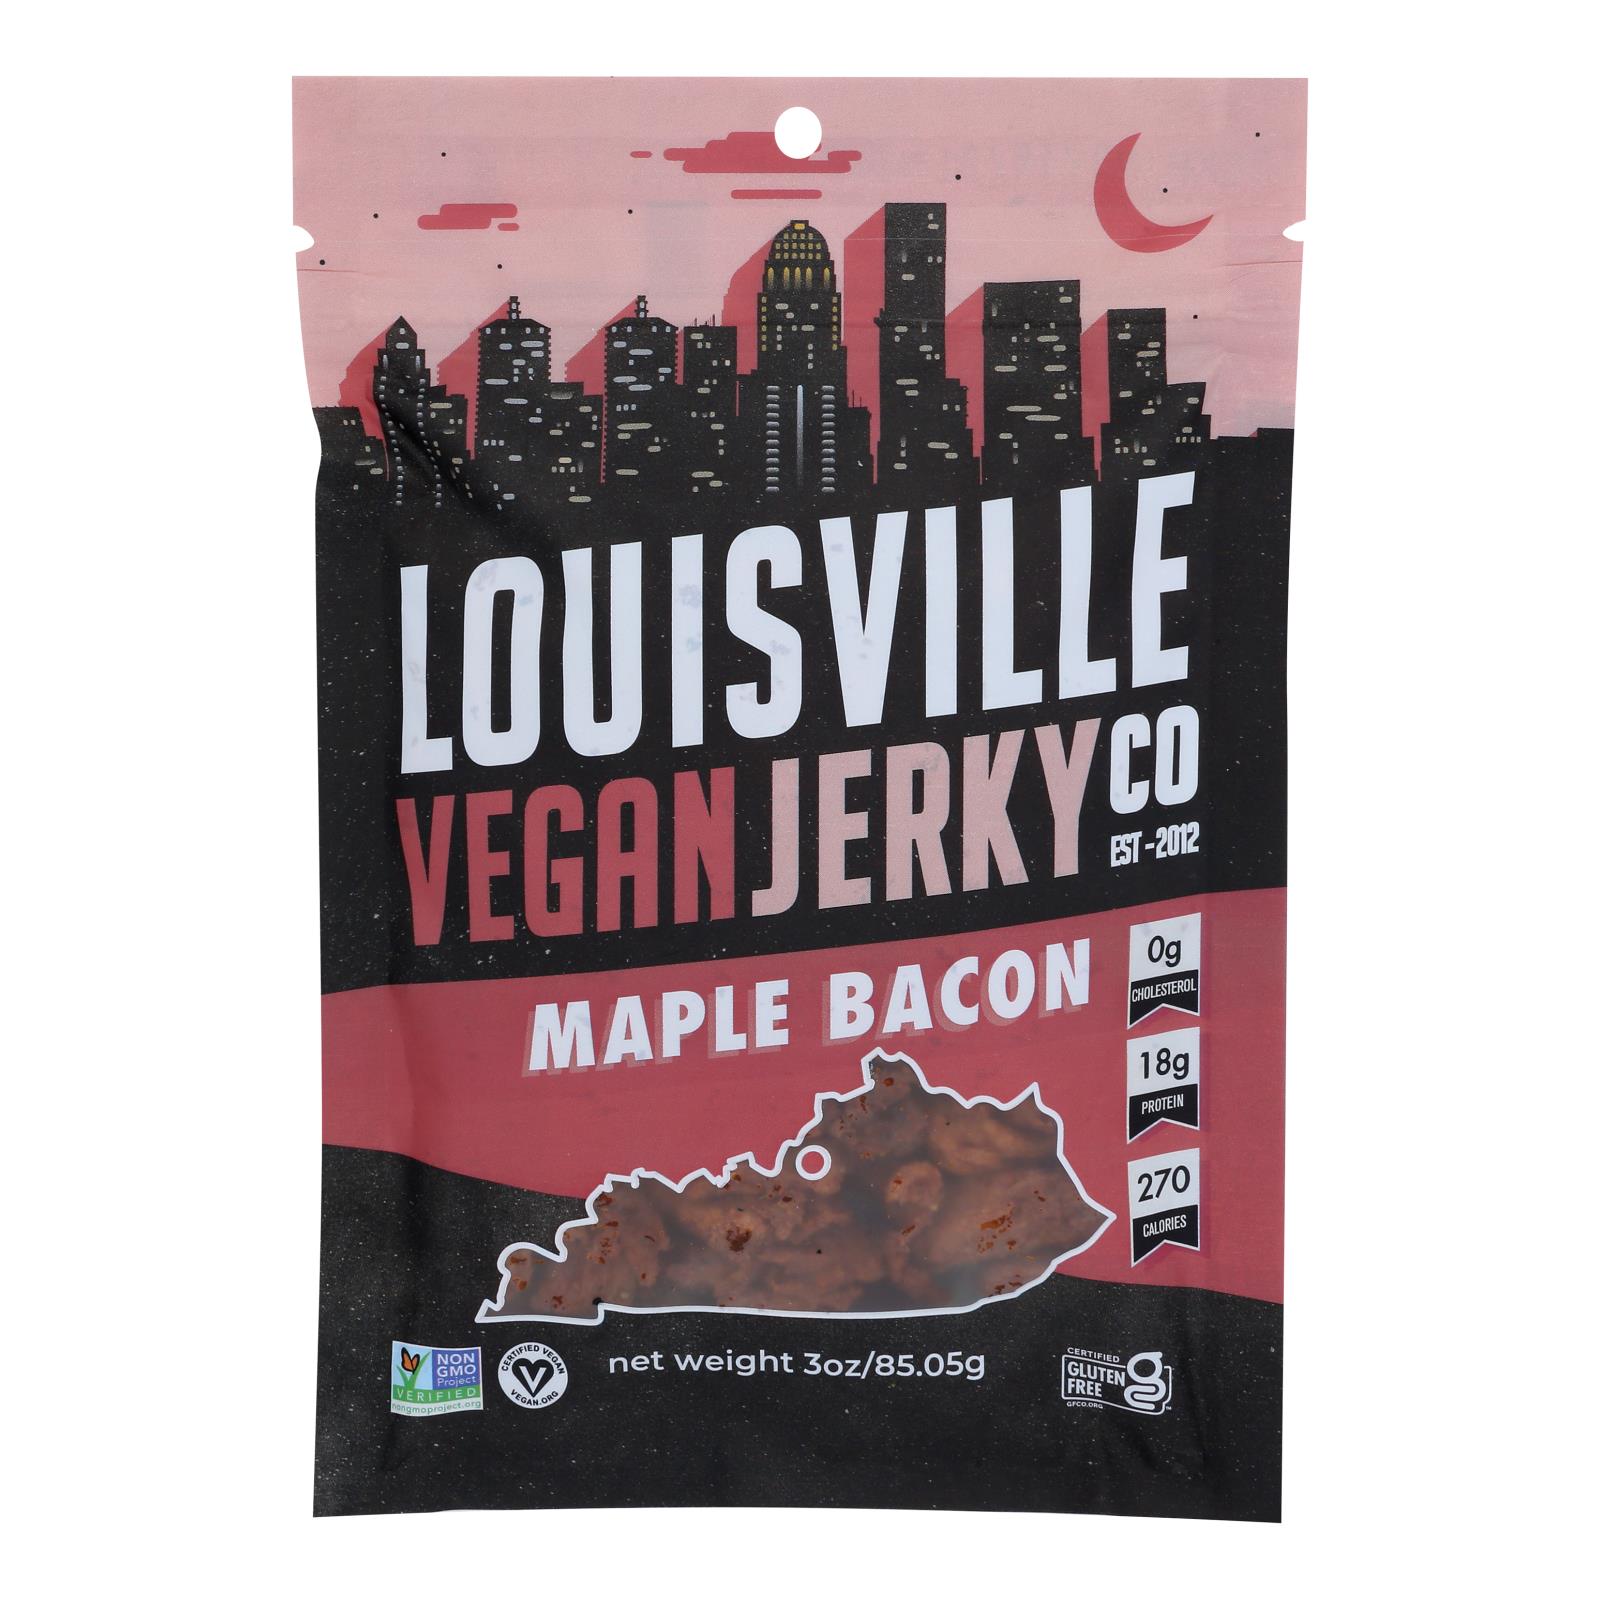 LOUISVILLE
VEGAN JERKY CO
EST - 2012
MAPLE BACON
0g
CHOLESTEROL
18g
PROTEIN
270
CALORIES
NON
GMO
Project
VERIFIED
nongmoproject.org
CERTIFIED VEGAN
VEGAN.ORG
net weight 3oz/85.05g
CERTIFIED
GLUTEN
FREE
GFCO.ORG